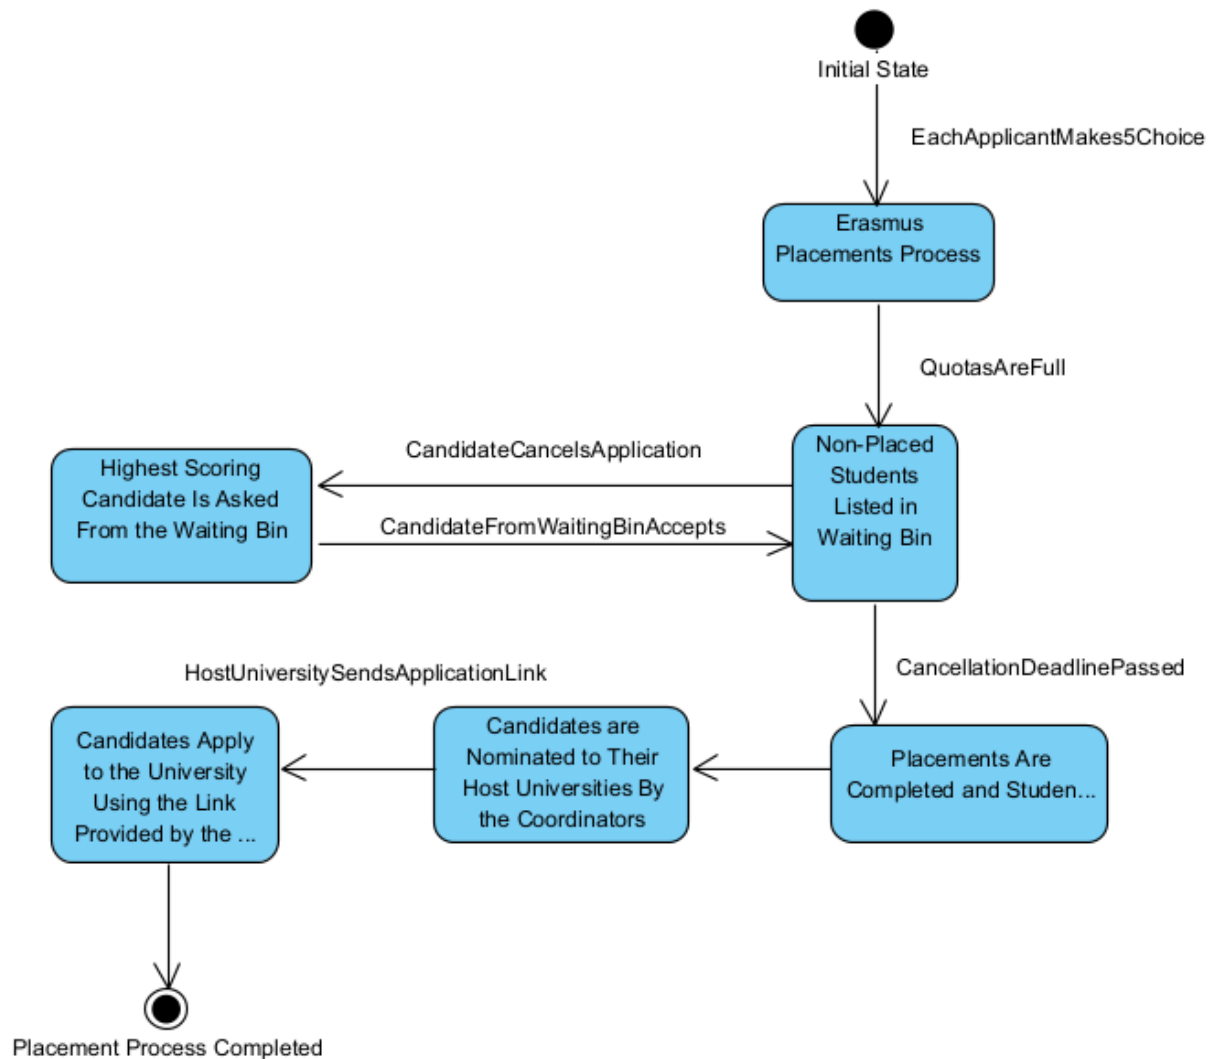 Initial State
EachApplicantMakes5Choice
Erasmus
Placements Process
QuotasAreFull
Non-Placed
Students
Listed in
Waiting Bin
CandidateCancelsApplication
Highest Scoring
Candidate Is Asked
From the Waiting Bin
CandidateFromWaitingBinAccepts
CancellationDeadlinePassed
Placements Are
Completed and Studen...
Candidates are
Nominated to Their
Host Universities By
the Coordinators
HostUniversitySendsApplicationLink
Candidates Apply
to the University
Using the Link
Provided by the ...
Placement Process Completed